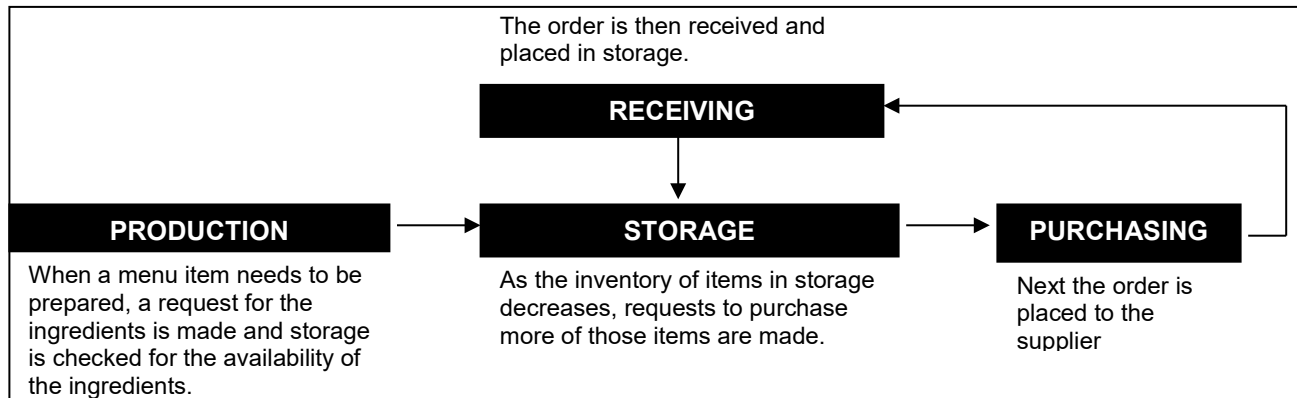 The order is then received and
placed in storage.
RECEIVING
PRODUCTION
When a menu item needs to be
prepared, a request for the
ingredients is made and storage
is checked for the availability of
the ingredients.
STORAGE
As the inventory of items in storage
decreases, requests to purchase
more of those items are made.
PURCHASING
Next the order is
placed to the
supplier